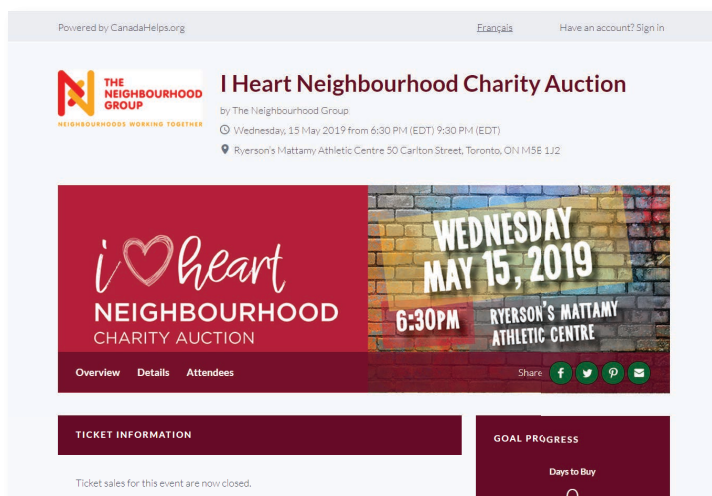 Powered by CanadaHelps.org
Français
Have an account? Sign in
THE
NEIGHBOURHOOD
GROUP
NEIGHBOURHOODS WORKING TOGETHER
I Heart Neighbourhood Charity Auction
by The Neighbourhood Group
Wednesday, 15 May 2019 from 6:30 PM (EDT) 9:30 PM (EDT)
Ryerson's Mattamy Athletic Centre 50 Carlton Street, Toronto, ON M5E 1J2
i heart
NEIGHBOURHOOD
CHARITY AUCTION
WEDNESDAY
MAY 15, 2019
6:30PM
RYERSON'S MATTAMY
ATHLETIC CENTRE
Overview Details Attendees
Share
TICKET INFORMATION
Ticket sales for this event are now closed.
GOAL PROGRESS
Days to Buy